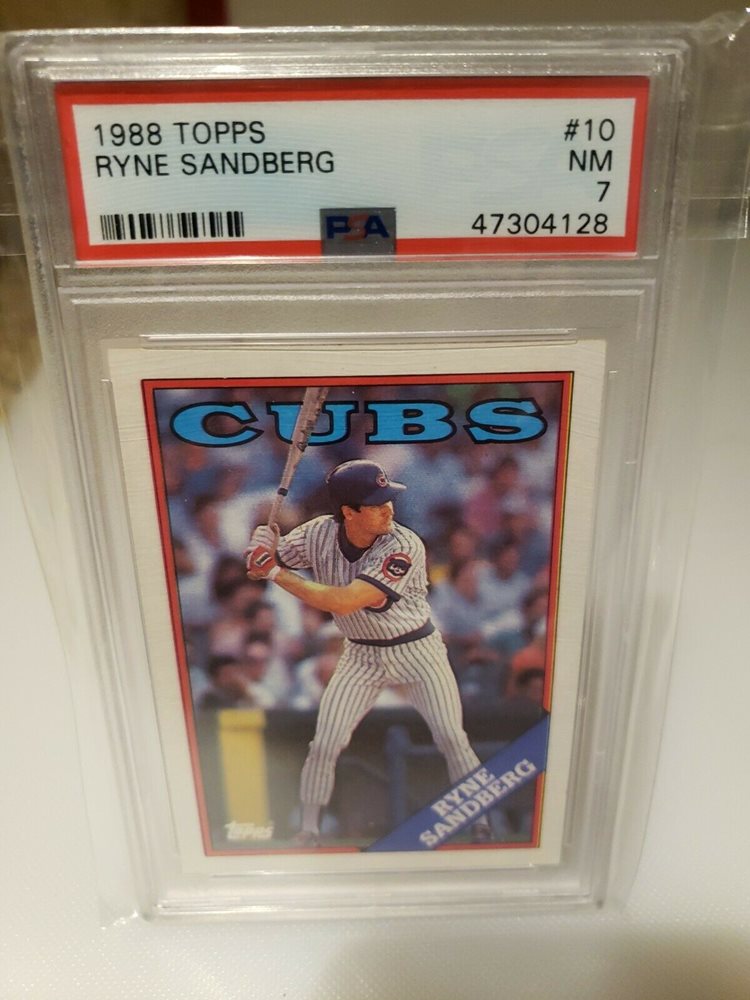 1988 TOPPS #10
RYNE SANDBERG NM
7
PSA 47304128
CUBS
C
RYNE
SANDBERG
topps